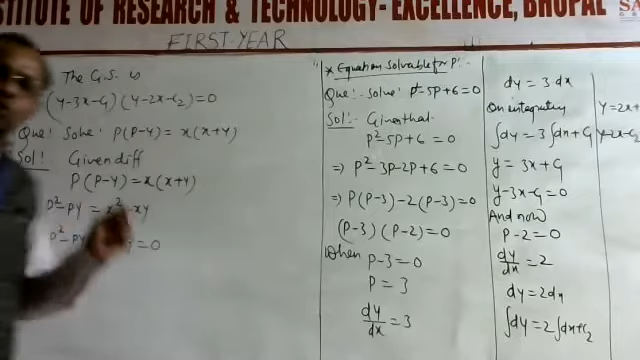 STITUTE OF RESEARCH & TECHNOLOGY-EXCELLENCE, BHOPAL SA
FIRST-YEAR
The G.S. is
(y-3x-C1)(y-2x-C2)=0
Que:- Solve: P(P-y)=x(x+y)
Sol:- Given diff
P(P-y)=x(x+y)
P²-Py=x² xy
P²-Py =0
* Equation Solvable for P:-
Que:- Solve: P²-5P+6=0
Sol:- Given that
P²-5P+6=0
⇒ P²-3P-2P+6=0
⇒ P(P-3)-2(P-3)=0
(P-3)(P-2)=0
When P-3=0
P=3
dy/dx=3
dy=3dx
On integrating
∫dy=3∫dx+C1
y=3x+C1
y-3x-C1=0
And now
P-2=0
dy/dx=2
dy=2dx
∫dy=2∫dx+C2
y=2x+
y-2x-C2